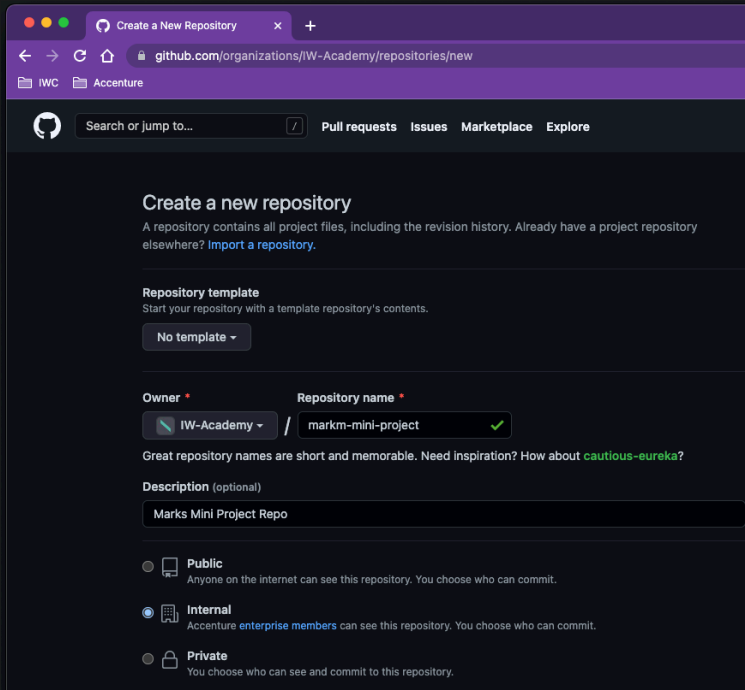 Create a New Repository
github.com/organizations/IW-Academy/repositories/new
IWC Accenture
Search or jump to... / Pull requests Issues Marketplace Explore
Create a new repository
A repository contains all project files, including the revision history. Already have a project repository
elsewhere? Import a repository.
Repository template
Start your repository with a template repository's contents.
No template
Owner * Repository name *
IW-Academy / markm-mini-project
Great repository names are short and memorable. Need inspiration? How about cautious-eureka?
Description (optional)
Marks Mini Project Repo
Public
Anyone on the internet can see this repository. You choose who can commit.
Internal
Accenture enterprise members can see this repository. You choose who can commit.
Private
You choose who can see and commit to this repository.